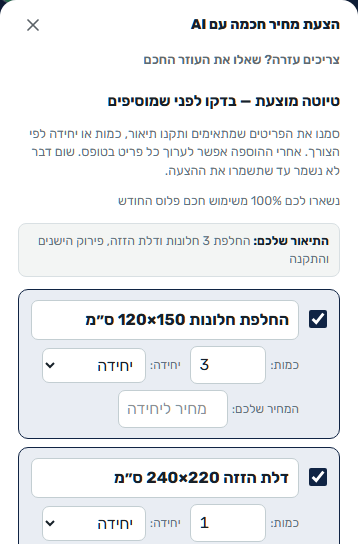 הצעת מחיר חכמה עם AI
צריכים עזרה? שאלו את העוזר החכם
טיוטה מוצעת – בדקו לפני שמוסיפים
סמנו את הפריטים שמתאימים ותקנו תיאור, כמות או יחידה לפי
הצורך. אחרי ההוספה אפשר לערוך כל פריט בטופס. שום דבר
לא נשמר עד שתשמרו את ההצעה.
נשארו לכם 100% משימוש חכם פלוס החודש
התיאור שלכם: החלפת 3 חלונות ודלת הזזה, פירוק הישנים
והתקנה
החלפת חלונות 150×120 ס״מ
כמות: 3 יחידה: יחידה
המחיר שלכם: מחיר ליחידה
דלת הזזה 220×240 ס״מ
כמות: 1 יחידה: יחידה